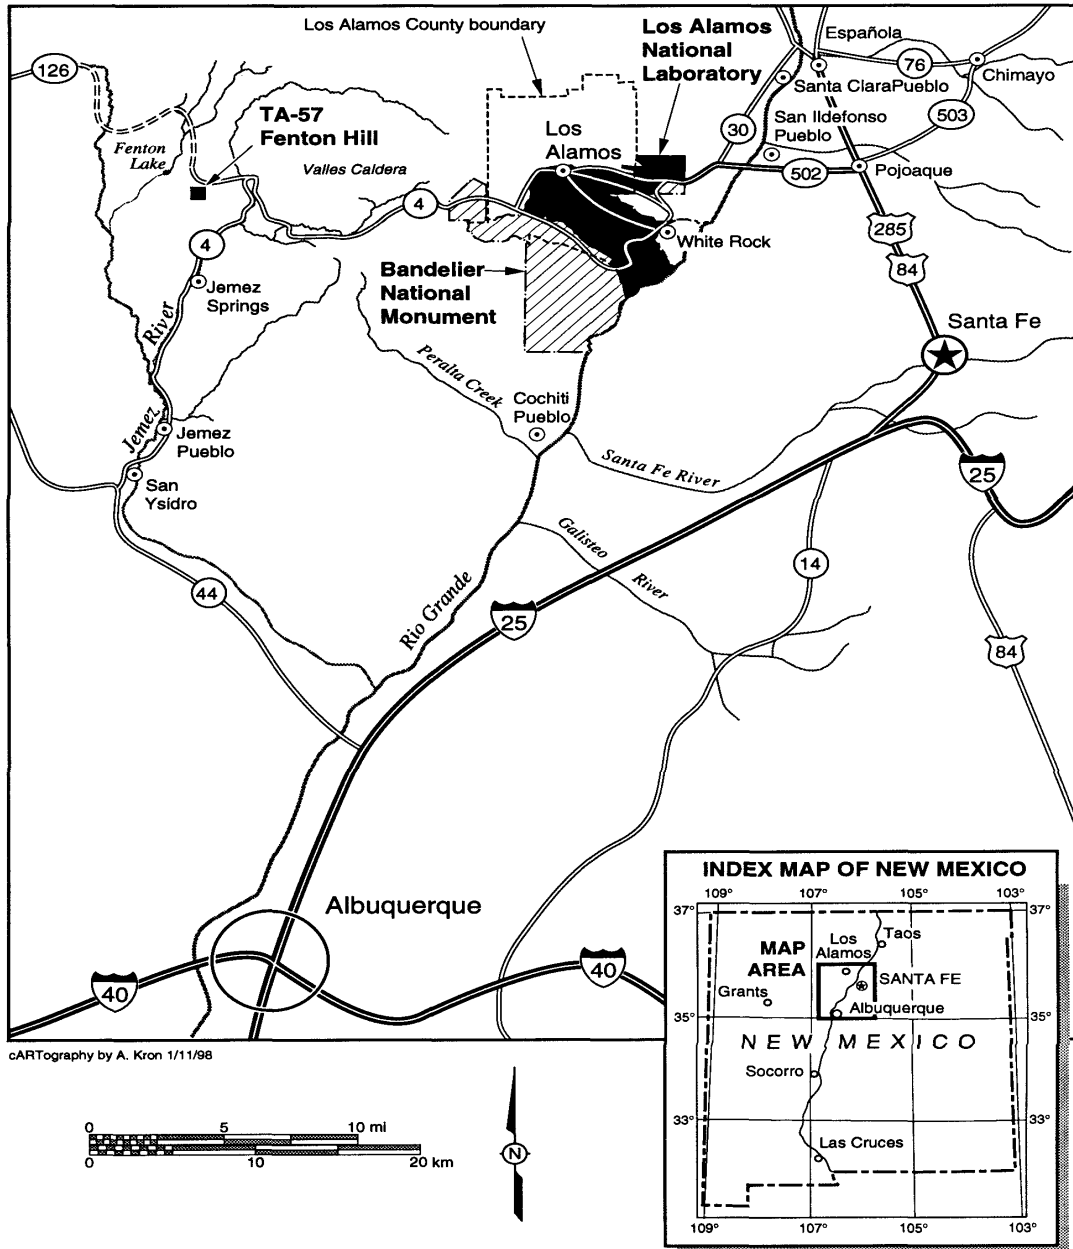 Los Alamos County boundary
Los Alamos
National
Laboratory
Española
76
Chimayo
126
Santa ClaraPueblo
TA-57
Fenton Hill
San Ildefonso
Pueblo
503
30
Los
Alamos
Fenton
Lake
Valles Caldera
502
Pojoaque
4
4
285
White Rock
84
Bandelier
National
Monument
Jemez
Springs
River
Santa Fe
Peralta Creek
Cochiti
Pueblo
Jemez
Jemez
Pueblo
Santa Fe River
25
San
Ysídro
Galisteo
River
14
44
Rio Grande
25
84
Albuquerque
40
40
INDEX MAP OF NEW MEXICO
109°
107°
105°
103°
37°
37°
Taos
Los
Alamos
MAP
AREA
SANTA FE
Grants
Albuquerque
35°
35°
NEW MEXICO
Socorro
33°
33°
Las Cruces
109°
107°
105°
103°
cARTography by A. Kron 1/11/98
0 5 10 mi
0 10 20 km
N